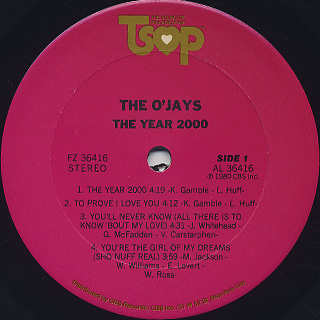 TSOP
THE O'JAYS
THE YEAR 2000
FZ 36416
STEREO
SIDE 1
AL 36416
℗ 1980 CBS Inc.
1. THE YEAR 2000 4:19 -K. Gamble - L. Huff-
2. TO PROVE I LOVE YOU 4:12 -K. Gamble - L. Huff-
3. YOU'LL NEVER KNOW (ALL THERE IS TO
KNOW 'BOUT MY LOVE) 4:31 -J. Whitehead -
G. McFadden - V. Carstarphen-
4. YOU'RE THE GIRL OF MY DREAMS
(SHO NUFF REAL) 3:59 -M. Jackson -
W. Williams - E. Levert -
W. Ross-